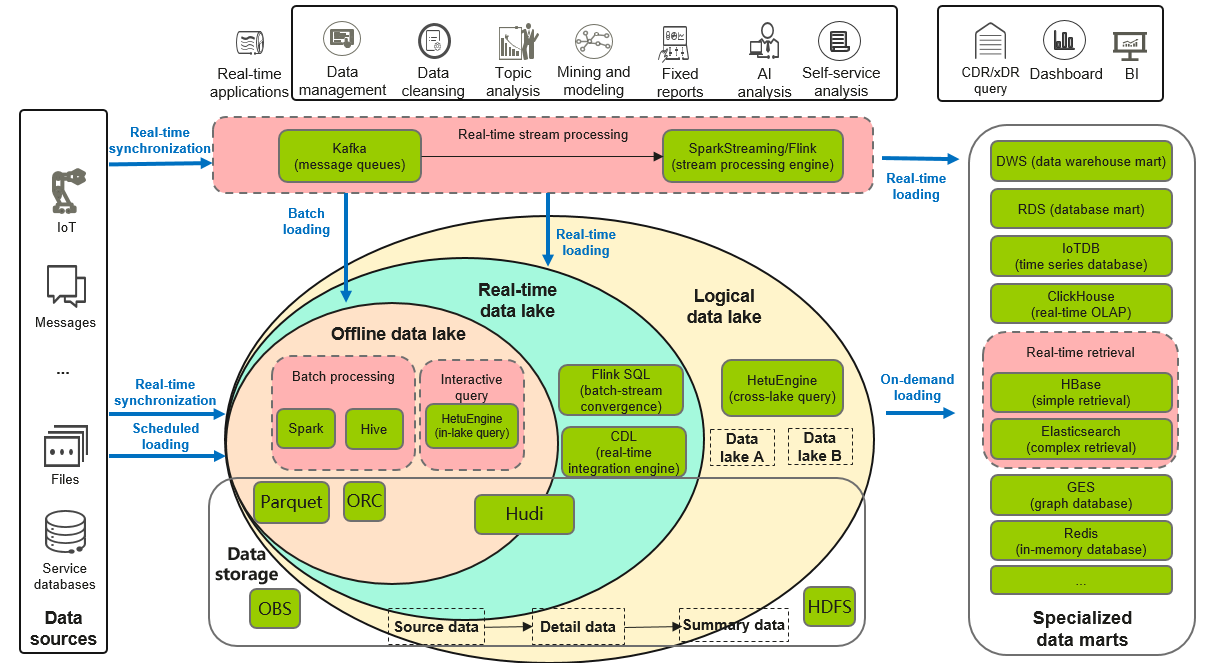 Real-time
applications
Data
management
Data
cleansing
Topic
analysis
Mining and
modeling
Fixed
reports
AI
analysis
Self-service
analysis
CDR/xDR
query
Dashboard
BI
Real-time
synchronization
Real-time stream processing
Kafka
(message queues)
SparkStreaming/Flink
(stream processing engine)
Real-time
loading
Batch
loading
Real-time
loading
IoT
Messages
...
Real-time
synchronization
Scheduled
loading
Files
Service
databases
Data
sources
Logical
data lake
Real-time
data lake
Offline data lake
Batch processing
Spark
Hive
Interactive
query
HetuEngine
(in-lake query)
Flink SQL
(batch-stream
convergence)
CDL
(real-time
integration engine)
HetuEngine
(cross-lake query)
Data
lake A
Data
lake B
On-demand
loading
Parquet
ORC
Hudi
Data
storage
OBS
HDFS
Source data
Detail data
Summary data
DWS (data warehouse mart)
RDS (database mart)
IoTDB
(time series database)
ClickHouse
(real-time OLAP)
Real-time retrieval
HBase
(simple retrieval)
Elasticsearch
(complex retrieval)
GES
(graph database)
Redis
(in-memory database)
...
Specialized
data marts